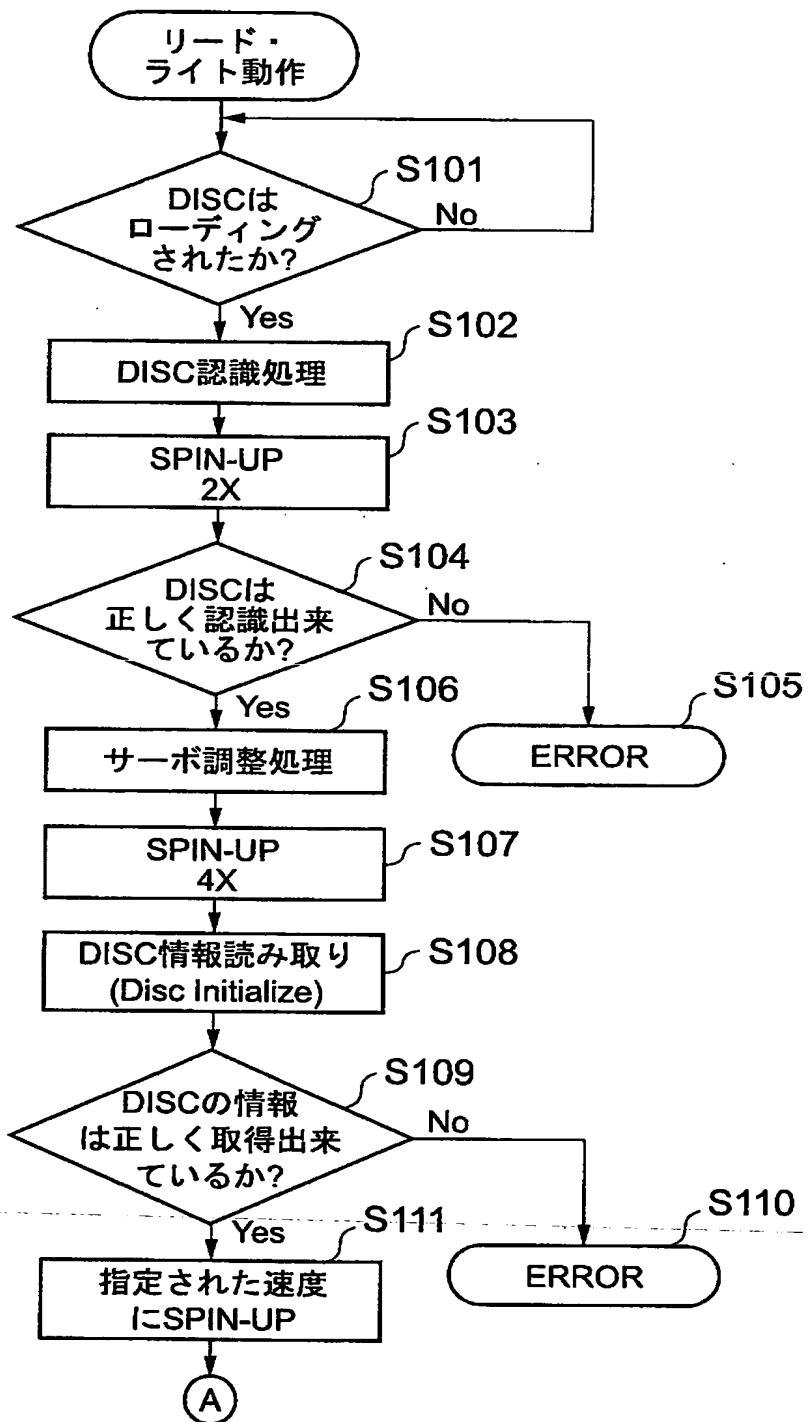 リード・
ライト動作
S101
DISCは
ローディング
されたか?
No
Yes
S102
DISC認識処理
S103
SPIN-UP
2X
S104
DISCは
正しく認識出来
ているか?
No
Yes
S105
ERROR
S106
サーボ調整処理
S107
SPIN-UP
4X
S108
DISC情報読み取り
(Disc Initialize)
S109
DISCの情報
は正しく取得出来
ているか?
No
Yes
S110
ERROR
S111
指定された速度
にSPIN-UP
A